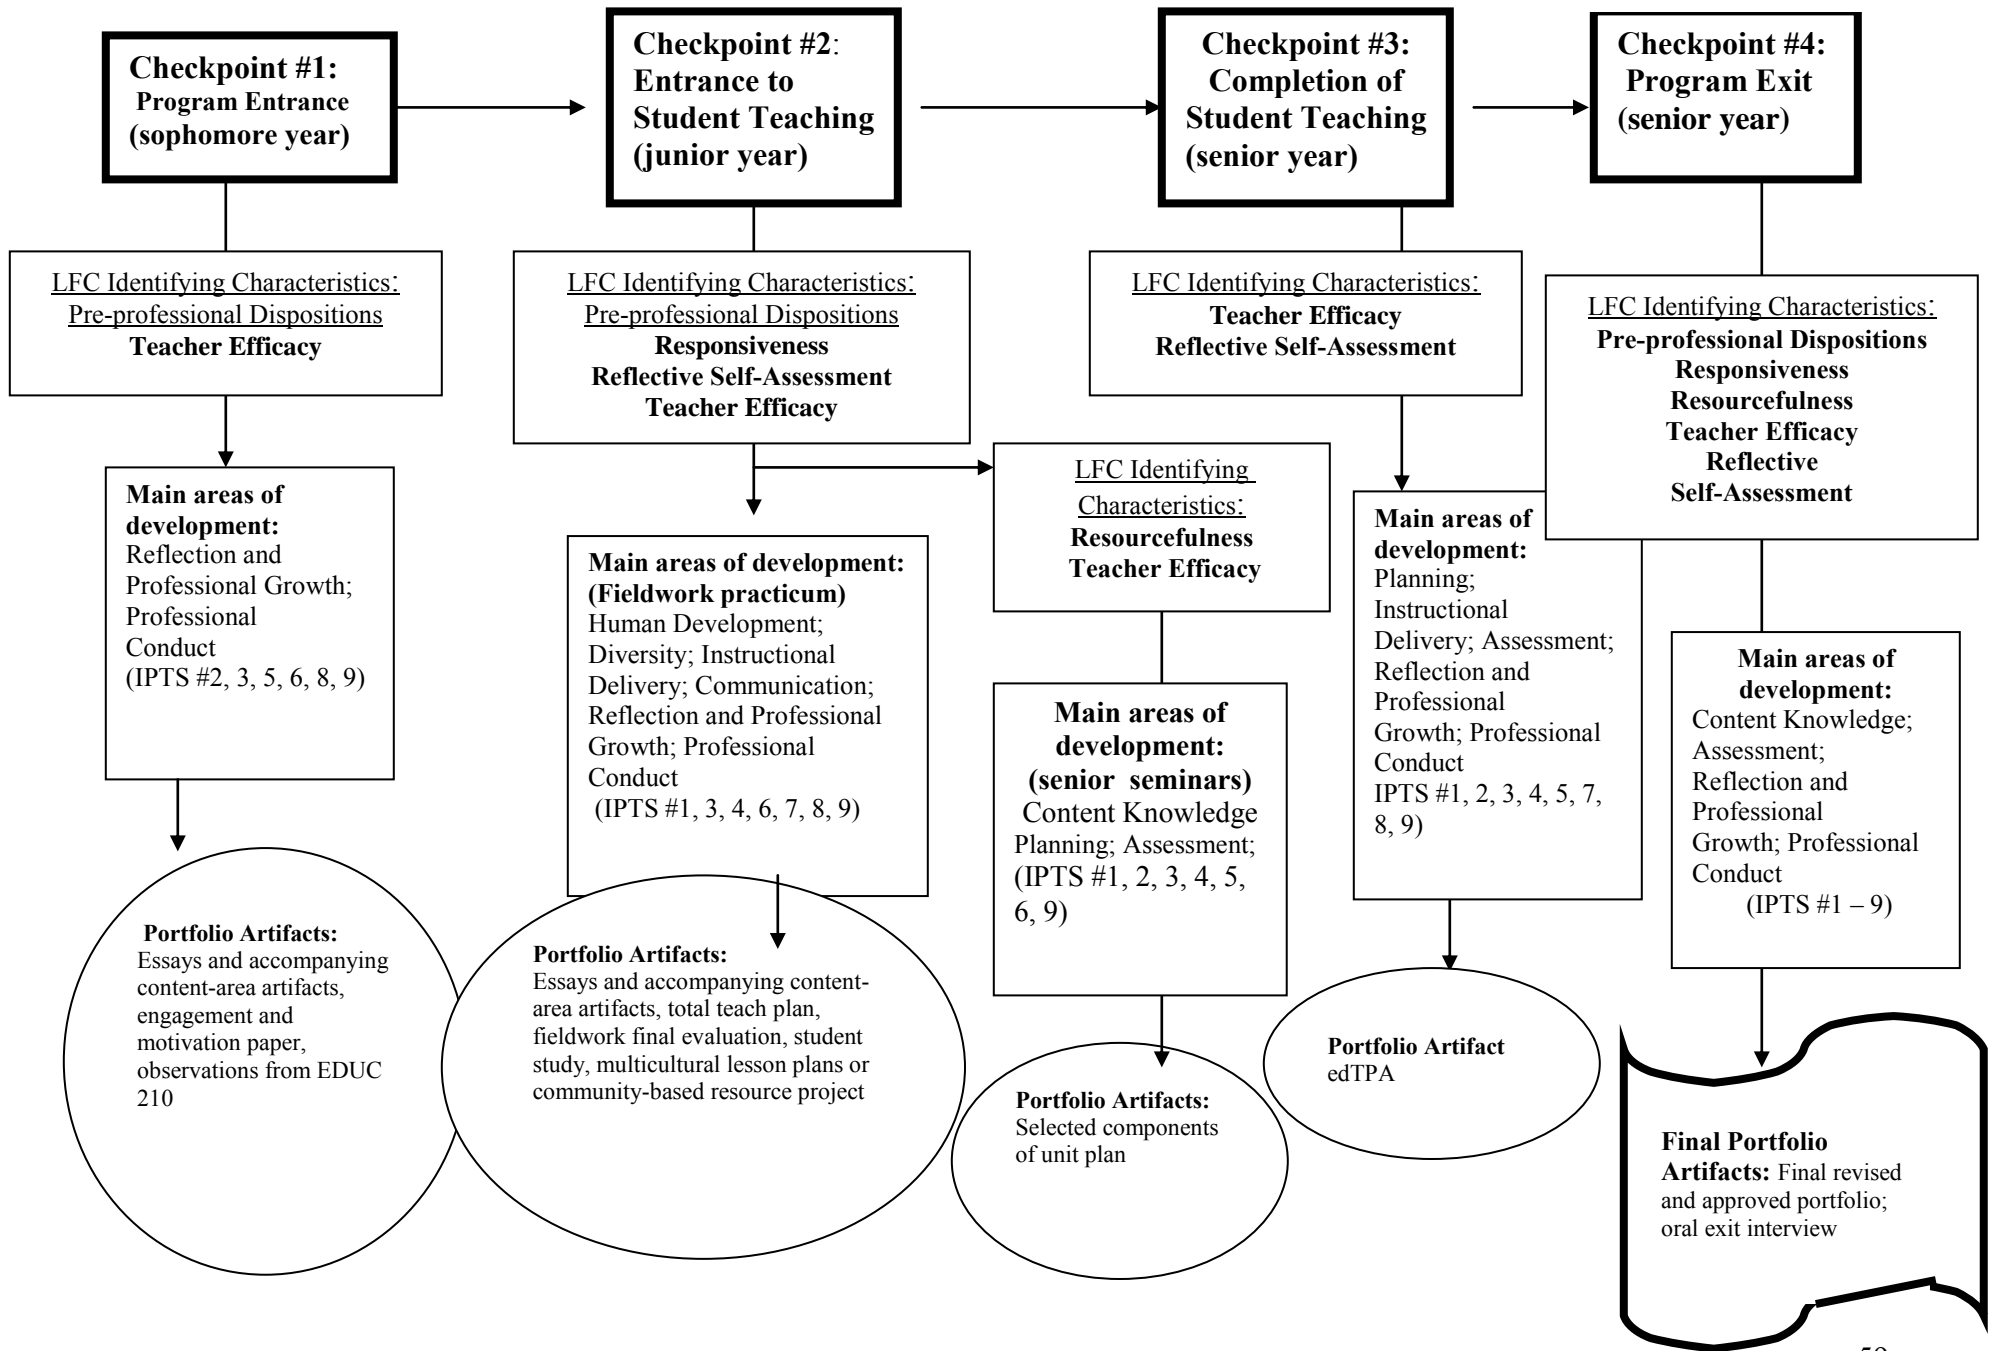 Checkpoint #1:
Program Entrance
(sophomore year)
Checkpoint #2:
Entrance to
Student Teaching
(junior year)
Checkpoint #3:
Completion of
Student Teaching
(senior year)
Checkpoint #4:
Program Exit
(senior year)
LFC Identifying Characteristics:
Pre-professional Dispositions
Teacher Efficacy
LFC Identifying Characteristics:
Pre-professional Dispositions
Responsiveness
Reflective Self-Assessment
Teacher Efficacy
LFC Identifying Characteristics:
Teacher Efficacy
Reflective Self-Assessment
LFC Identifying Characteristics:
Pre-professional Dispositions
Responsiveness
Resourcefulness
Teacher Efficacy
Reflective
Self-Assessment
LFC Identifying
Characteristics:
Resourcefulness
Teacher Efficacy
Main areas of
development:
Reflection and
Professional Growth;
Professional
Conduct
(IPTS #2, 3, 5, 6, 8, 9)
Main areas of development:
(Fieldwork practicum)
Human Development;
Diversity; Instructional
Delivery; Communication;
Reflection and Professional
Growth; Professional
Conduct
(IPTS #1, 3, 4, 6, 7, 8, 9)
Main areas of
development:
(senior seminars)
Content Knowledge
Planning; Assessment;
(IPTS #1, 2, 3, 4, 5,
6, 9)
Main areas of
development:
Planning;
Instructional
Delivery; Assessment;
Reflection and
Professional
Growth; Professional
Conduct
IPTS #1, 2, 3, 4, 5, 7,
8, 9)
Main areas of
development:
Content Knowledge;
Assessment;
Reflection and
Professional
Growth; Professional
Conduct
(IPTS #1 – 9)
Portfolio Artifacts:
Essays and accompanying
content-area artifacts,
engagement and
motivation paper,
observations from EDUC
210
Portfolio Artifacts:
Essays and accompanying content-
area artifacts, total teach plan,
fieldwork final evaluation, student
study, multicultural lesson plans or
community-based resource project
Portfolio Artifacts:
Selected components
of unit plan
Portfolio Artifact
edTPA
Final Portfolio
Artifacts: Final revised
and approved portfolio;
oral exit interview